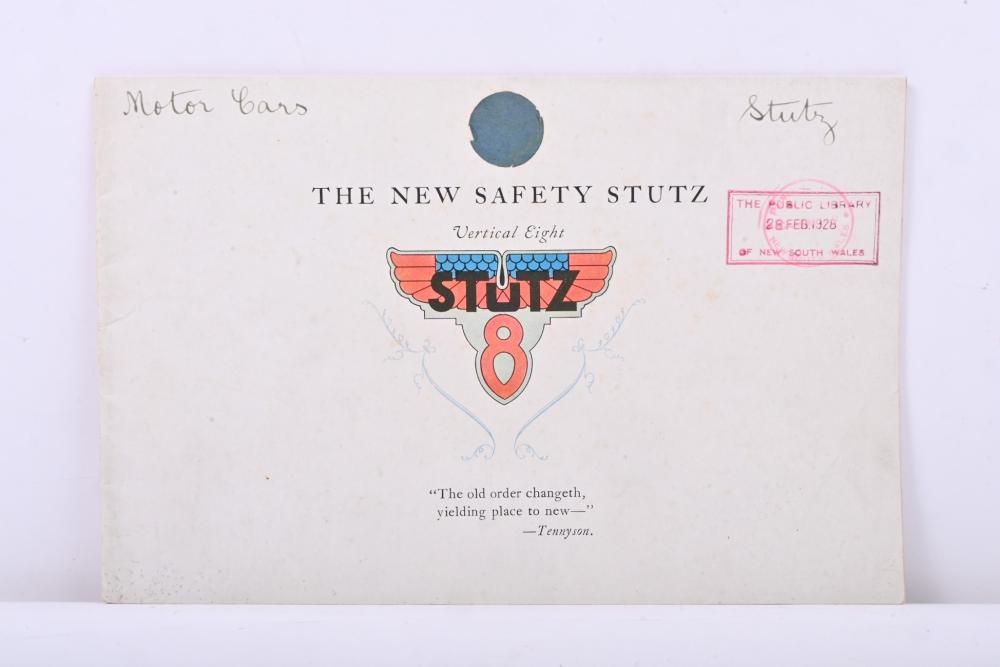 Motor Cars
Stutz
THE NEW SAFETY STUTZ
Vertical Eight
THE PUBLIC LIBRARY
28 FEB. 1928
OF NEW SOUTH WALES
STUTZ
8
“The old order changeth,
yielding place to new—”
—Tennyson.